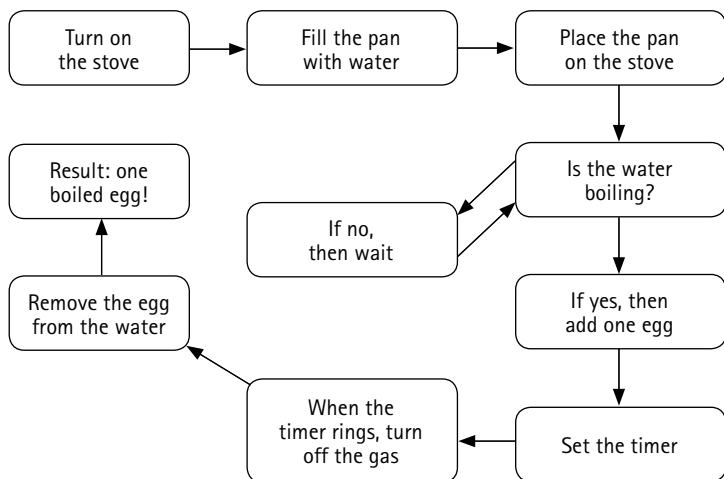 Turn on
the stove
Fill the pan
with water
Place the pan
on the stove
Is the water
boiling?
If no,
then wait
If yes, then
add one egg
Set the timer
When the
timer rings, turn
off the gas
Remove the egg
from the water
Result: one
boiled egg!